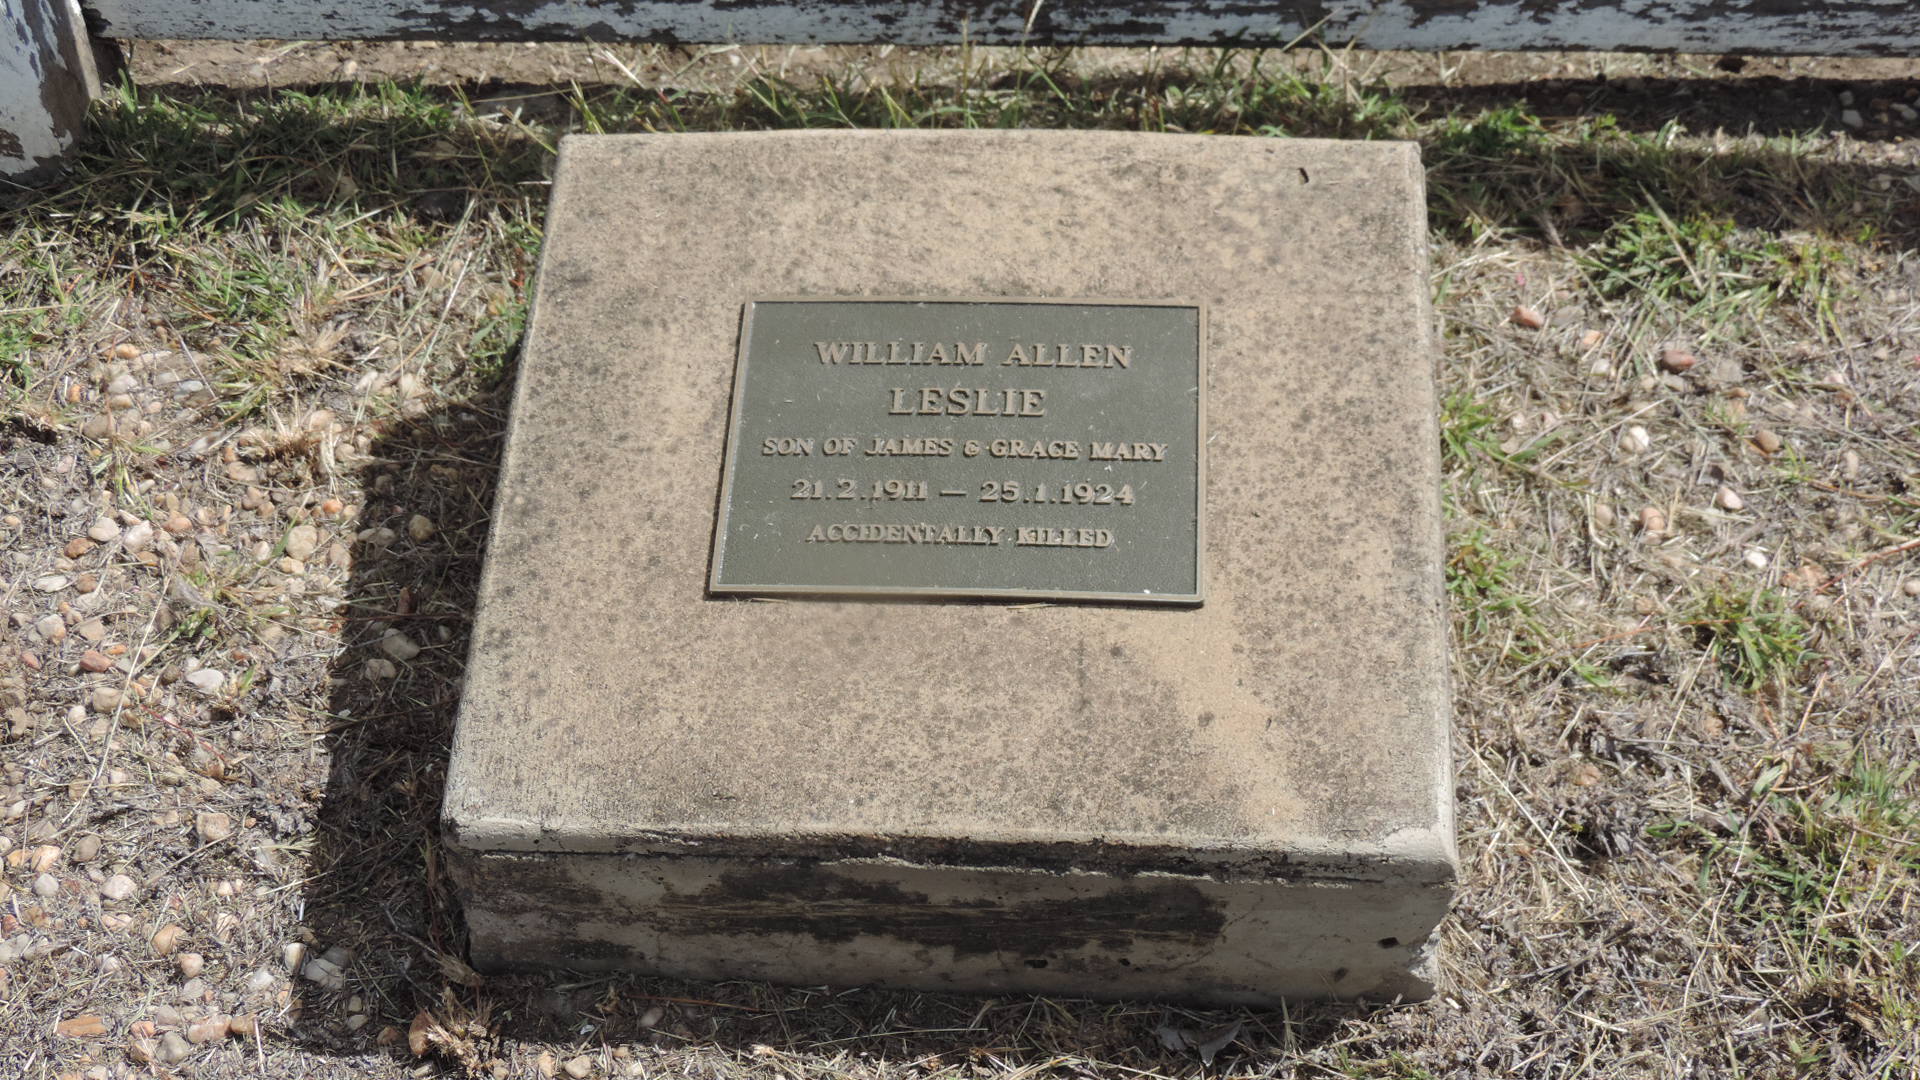 WILLIAM ALLEN
LESLIE
SON OF JAMES & GRACE MARY
21.2.1911 — 25.1.1924
ACCIDENTALLY KILLED